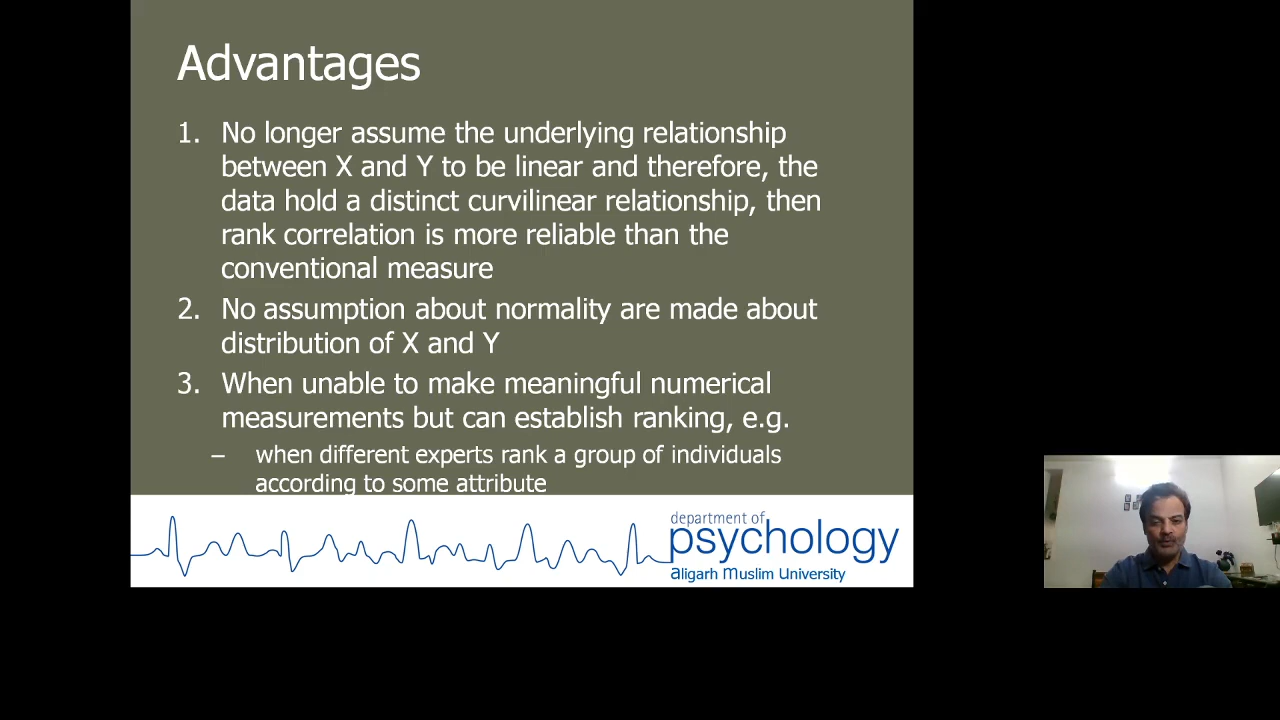 Advantages
1. No longer assume the underlying relationship
between X and Y to be linear and therefore, the
data hold a distinct curvilinear relationship, then
rank correlation is more reliable than the
conventional measure
2. No assumption about normality are made about
distribution of X and Y
3. When unable to make meaningful numerical
measurements but can establish ranking, e.g.
– when different experts rank a group of individuals
according to some attribute
department of
psychology
aligarh muslim University